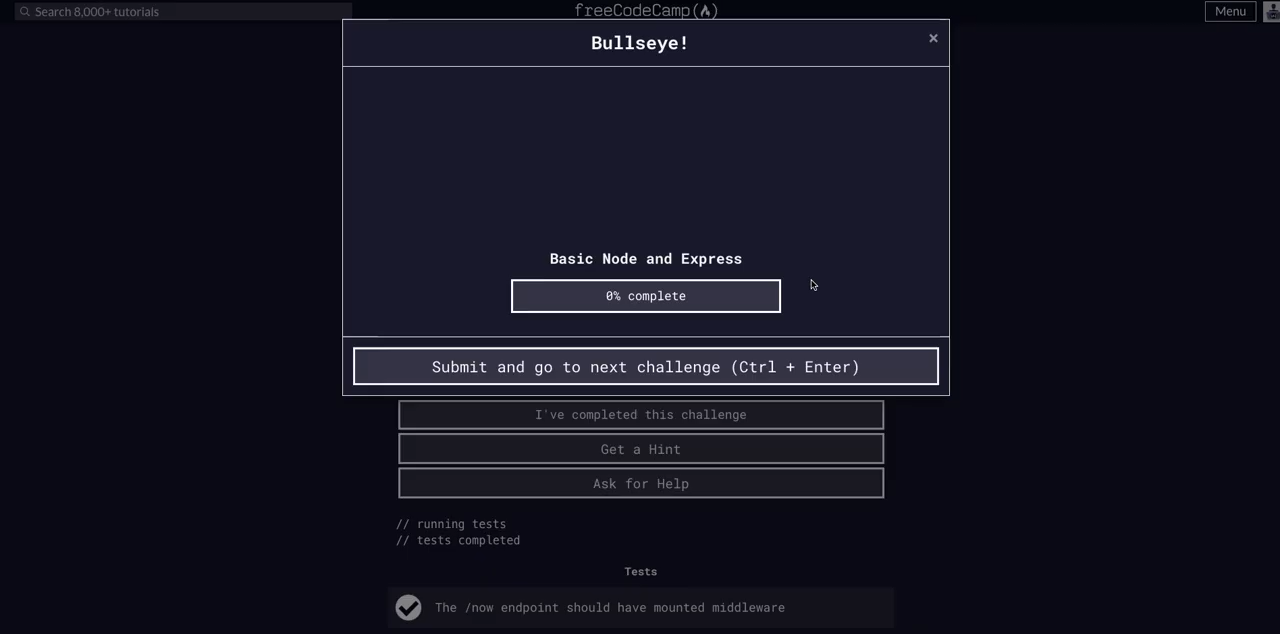 Search 8,000+ tutorials
freeCodeCamp
Menu
Bullseye!
×
Basic Node and Express
0% complete
Submit and go to next challenge (Ctrl + Enter)
I've completed this challenge
Get a Hint
Ask for Help
// running tests
// tests completed
Tests
The /now endpoint should have mounted middleware